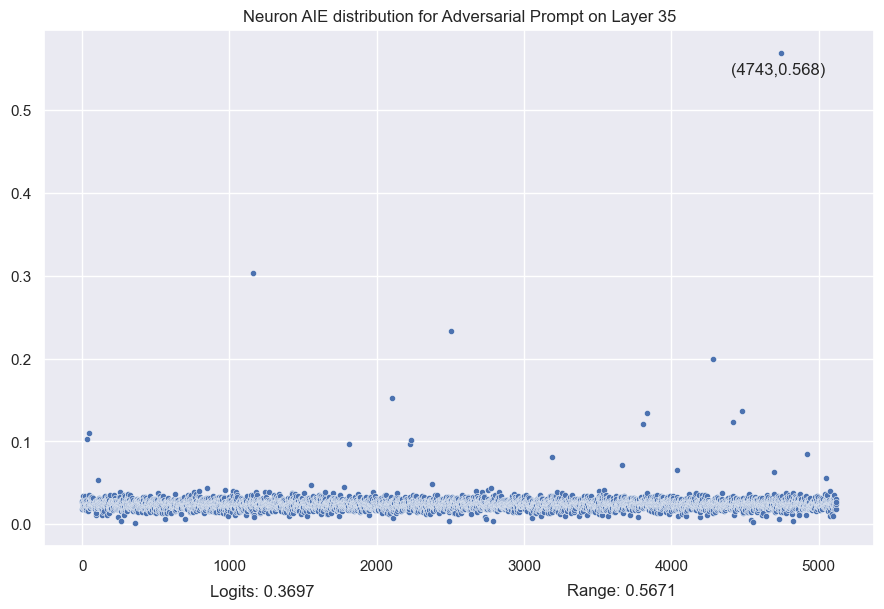 Neuron AIE distribution for Adversarial Prompt on Layer 35
(4743,0.568)
0.5
0.4
0.3
0.2
0.1
0.0
0 1000 2000 3000 4000 5000
Logits: 0.3697 Range: 0.5671